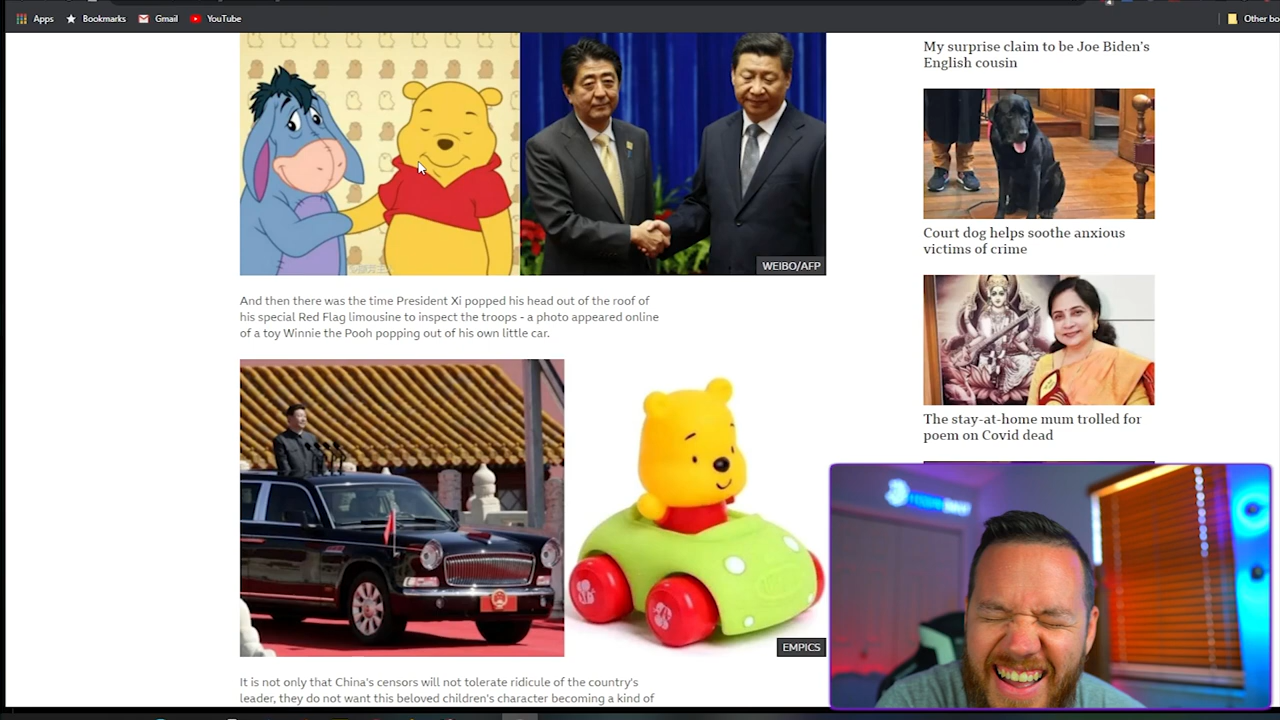 Apps
Bookmarks
Gmail
YouTube
Other bo
WEIBO/AFP
And then there was the time President Xi popped his head out of the roof of
his special Red Flag limousine to inspect the troops - a photo appeared online
of a toy Winnie the Pooh popping out of his own little car.
EMPICS
It is not only that China's censors will not tolerate ridicule of the country's
leader, they do not want this beloved children's character becoming a kind of
My surprise claim to be Joe Biden's
English cousin
Court dog helps soothe anxious
victims of crime
The stay-at-home mum trolled for
poem on Covid dead